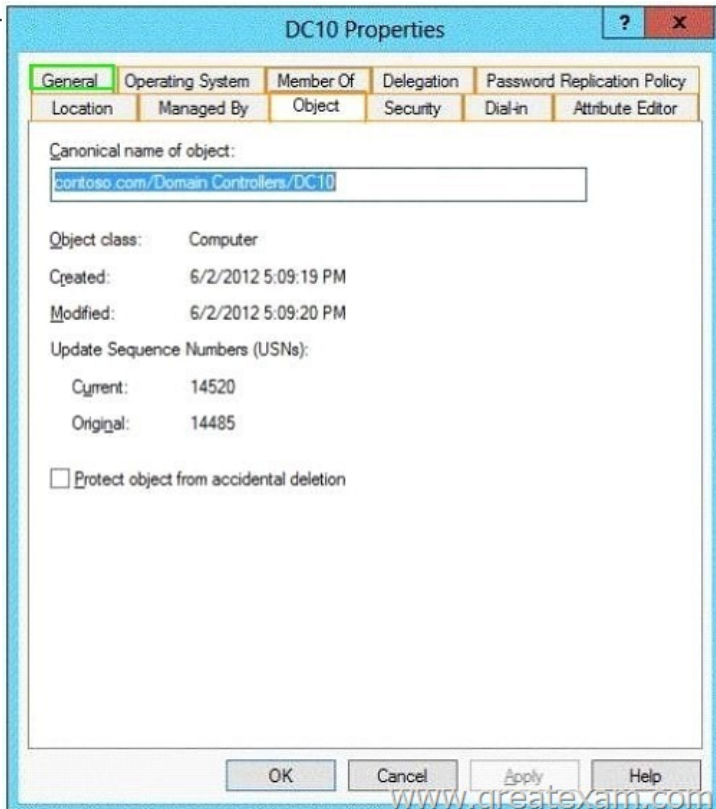 DC10 Properties
?
x
General
Operating System
Member Of
Delegation
Password Replication Policy
Location
Managed By
Object
Security
Dial-in
Attribute Editor
Canonical name of object:
contoso.com/Domain Controllers/DC10
Object class: Computer
Created: 6/2/2012 5:09:19 PM
Modified: 6/2/2012 5:09:20 PM
Update Sequence Numbers (USNs):
Current: 14520
Original: 14485
Protect object from accidental deletion
OK
Cancel
Apply
Help
www.greatexam.com